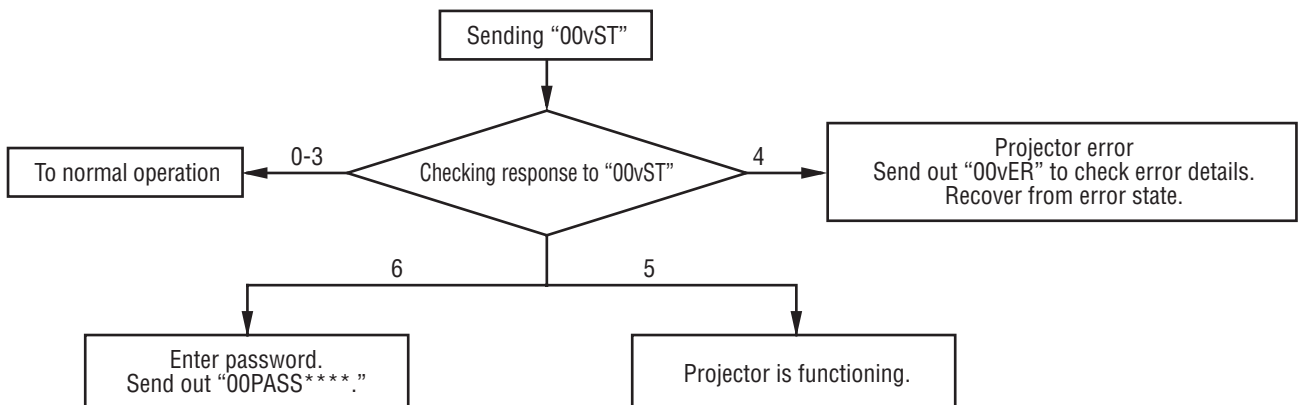 Sending “00vST”
To normal operation
0-3
Checking response to “00vST”
4
Projector error
Send out “00vER” to check error details.
Recover from error state.
6
5
Enter password.
Send out “00PASS****.”
Projector is functioning.